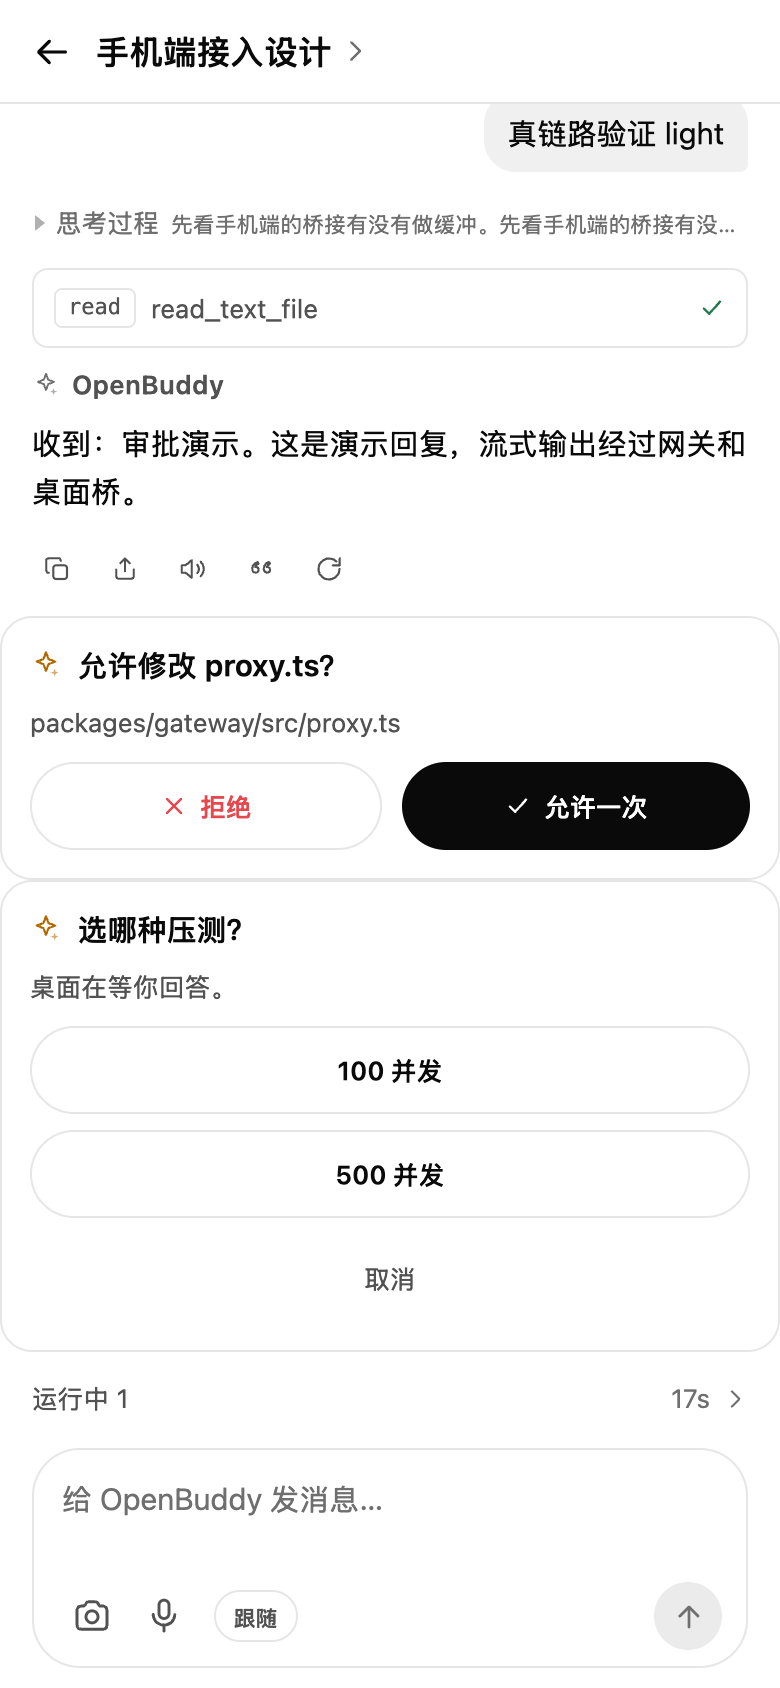 手机端接入设计
真链路验证 light
思考过程 先看手机端的桥接有没有做缓冲。先看手机端的桥接有没...
read read_text_file
OpenBuddy
收到：审批演示。这是演示回复，流式输出经过网关和
桌面桥。
允许修改 proxy.ts?
packages/gateway/src/proxy.ts
拒绝 允许一次
选哪种压测?
桌面在等你回答。
100 并发
500 并发
取消
运行中 1 17s
给 OpenBuddy 发消息...
跟随